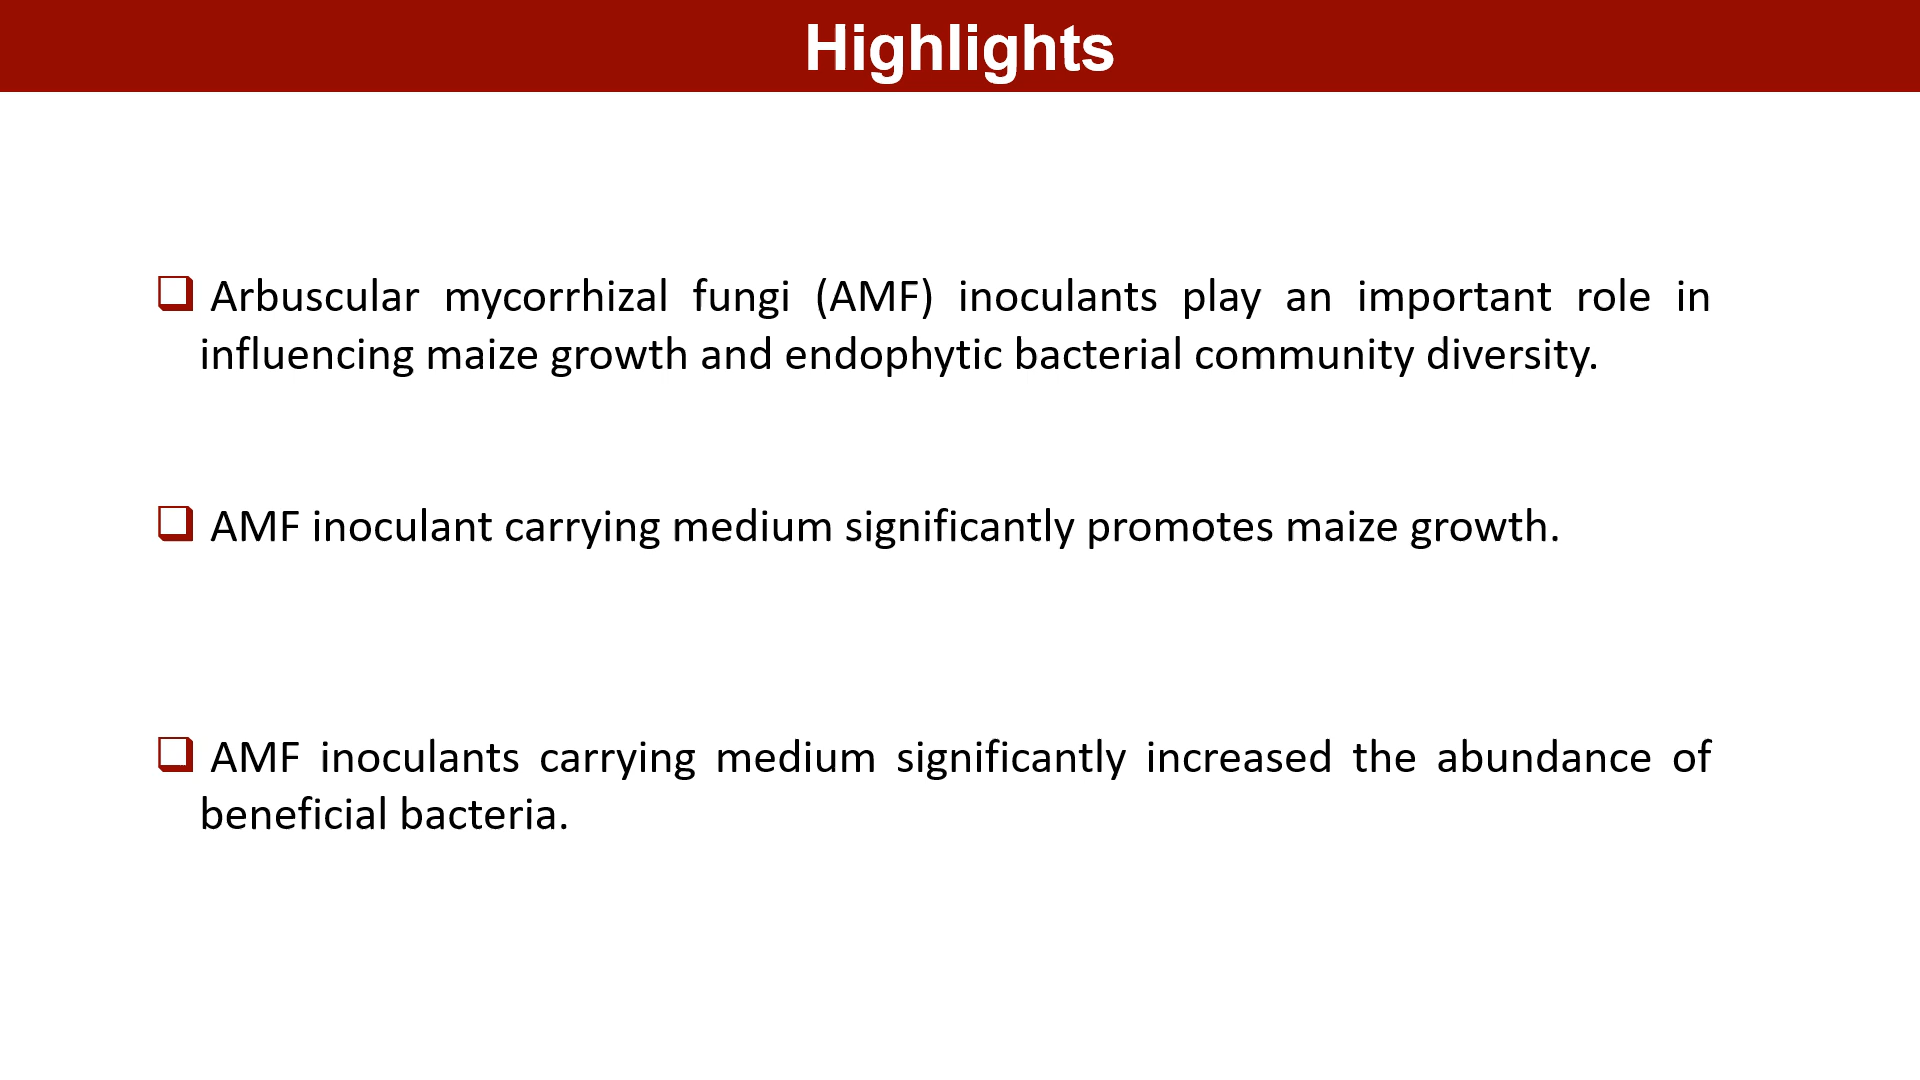 Highlights
Arbuscular mycorrhizal fungi (AMF) inoculants play an important role in
influencing maize growth and endophytic bacterial community diversity.
AMF inoculant carrying medium significantly promotes maize growth.
AMF inoculants carrying medium significantly increased the abundance of
beneficial bacteria.